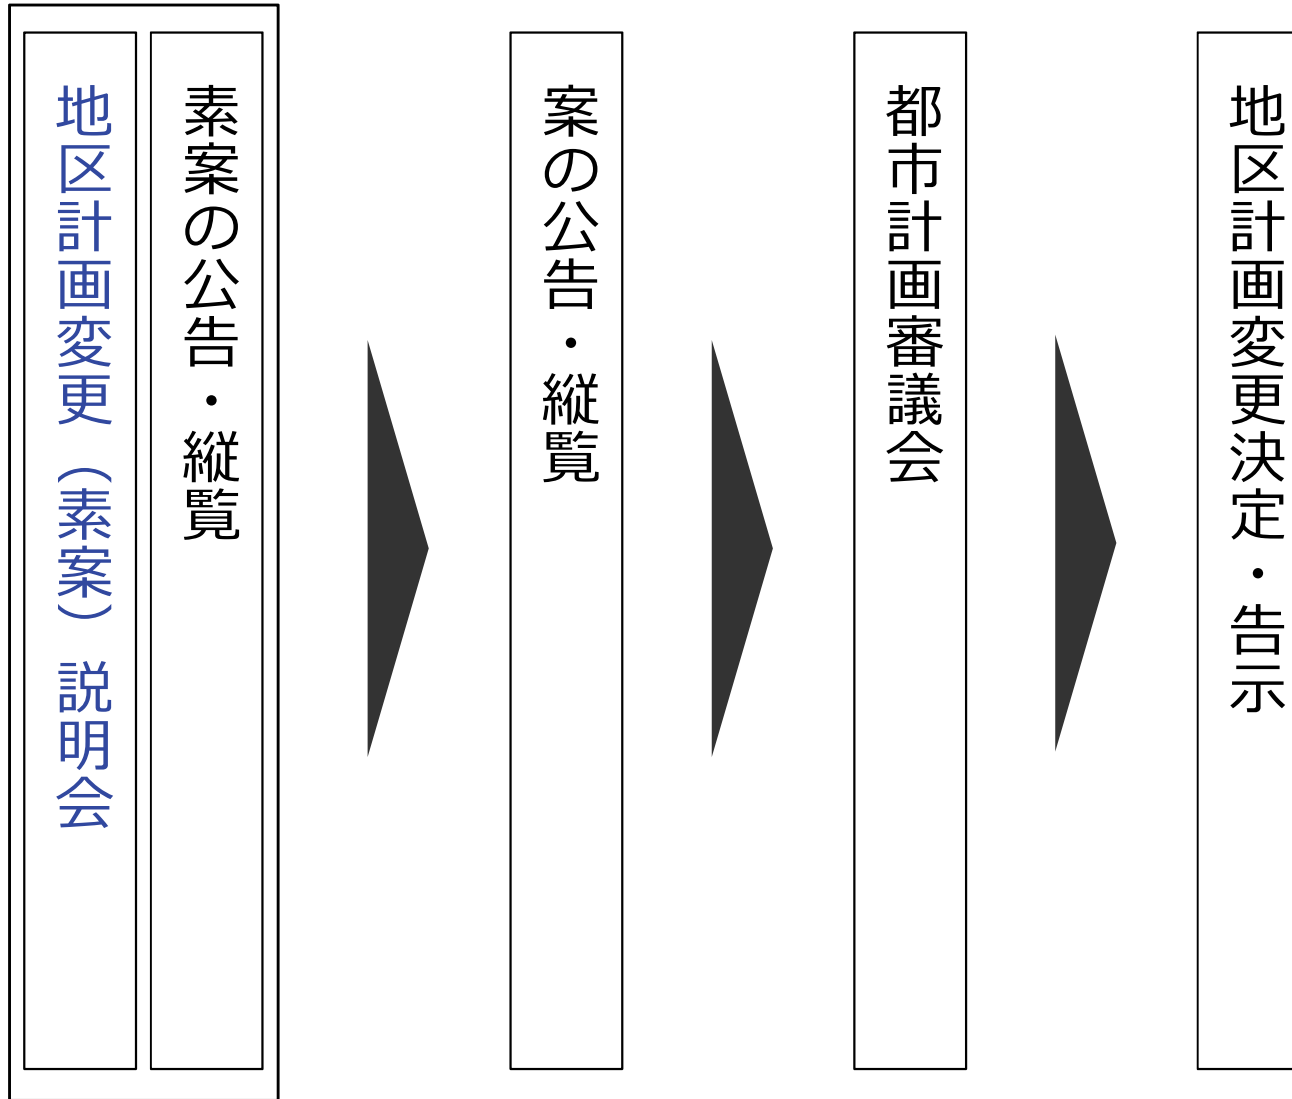 地区計画変更（素案）説明会
素案の公告・縦覧
案の公告・縦覧
都市計画審議会
地区計画変更決定・告示